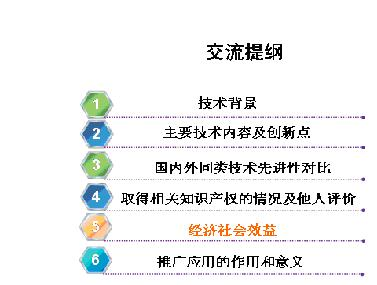 交流提纲
1 技术背景
2 主要技术内容及创新点
3 国内外同类技术先进性对比
4 取得相关知识产权的情况及他人评价
5 经济社会效益
6 推广应用的作用和意义